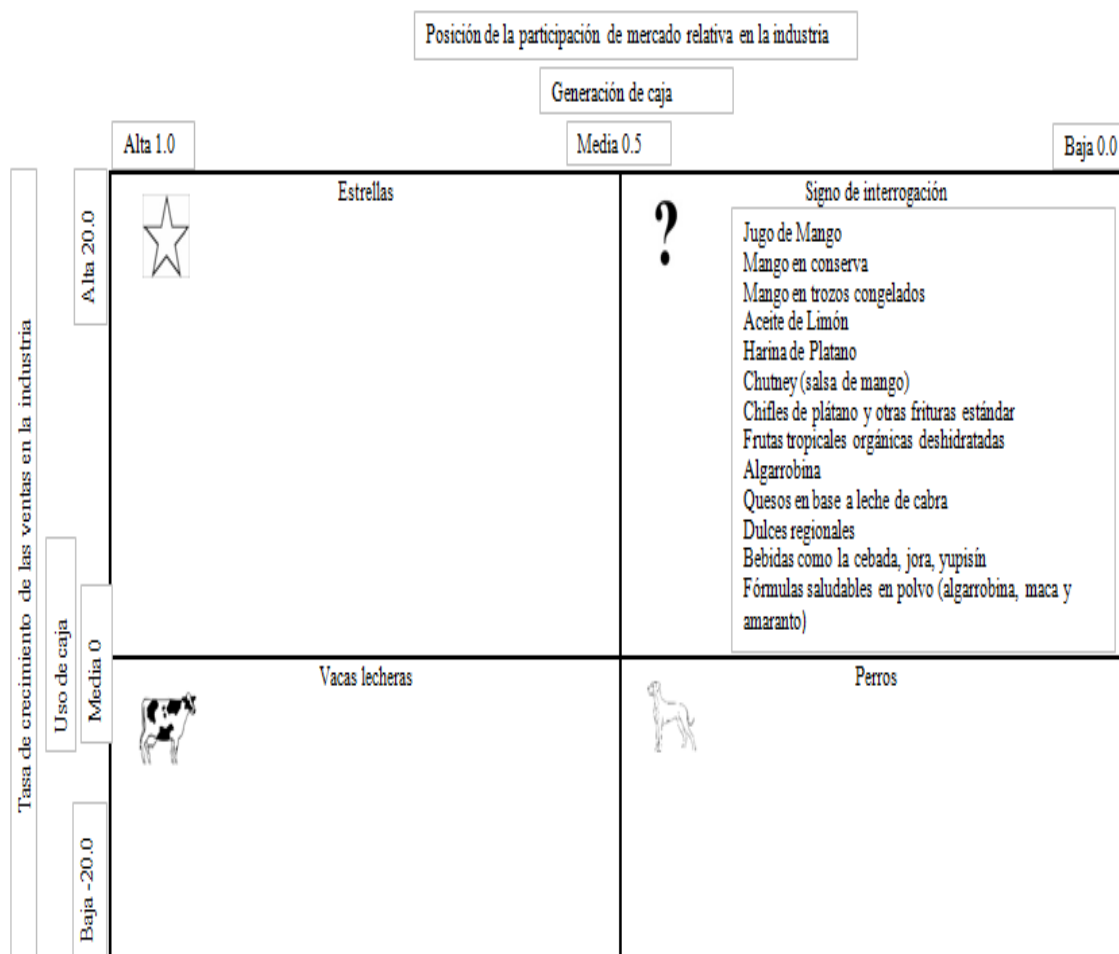 Posición de la participación de mercado relativa en la industria
Generación de caja
Alta 1.0
Media 0.5
Baja 0.0
Tasa de crecimiento de las ventas en la industria
Uso de caja
Alta 20.0
Media 0
Baja -20.0
Estrellas
Signo de interrogación
?
Jugo de Mango
Mango en conserva
Mango en trozos congelados
Aceite de Limón
Harina de Platano
Chutney (salsa de mango)
Chifles de plátano y otras frituras estándar
Frutas tropicales orgánicas deshidratadas
Algarrobina
Quesos en base a leche de cabra
Dulces regionales
Bebidas como la cebada, jora, yupisín
Fórmulas saludables en polvo (algarrobina, maca y
amaranto)
Vacas lecheras
Perros